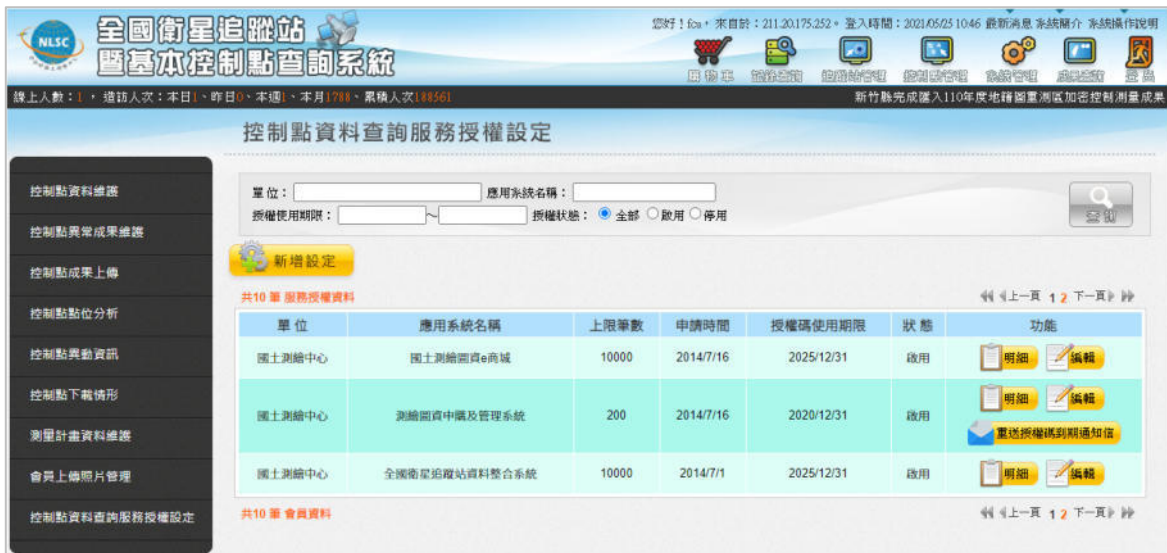 NLSC
全國衛星追蹤站
暨基本控制點查詢系統
您好！fou，來自於：211.20.175.252。登入時間：2021/05/25 10:46 最新消息 系統簡介 系統操作說明
購物車 追蹤站管理 控制點管理 系統管理 成果查詢 登出
線上人數：1，造訪人次：本日1、昨日0、本週1、本月1788、累積人次188561
新竹縣完成匯入110年度地籍圖重測區加密控制測量成果
控制點資料查詢服務授權設定
控制點資料維護
控制點異常成果維護
控制點成果上傳
控制點點位分析
控制點異動資訊
控制點下載情形
測量計畫資料維護
會員上傳照片管理
控制點資料查詢服務授權設定
單位： 應用系統名稱：
授權使用期限： ～ 授權狀態： 全部 啟用 停用
查詢
新增設定
共10 筆 服務授權資料
上一頁 1 2 下一頁
單位 應用系統名稱 上限筆數 申請時間 授權碼使用期限 狀態 功能
國土測繪中心 國土測繪圖資e商城 10000 2014/7/16 2025/12/31 啟用 明細 編輯
國土測繪中心 測繪圖資申購及管理系統 200 2014/7/16 2020/12/31 啟用 明細 編輯
重送授權碼到期通知信
國土測繪中心 全國衛星追蹤站資料整合系統 10000 2014/7/1 2025/12/31 啟用 明細 編輯
共10 筆 會員資料
上一頁 1 2 下一頁